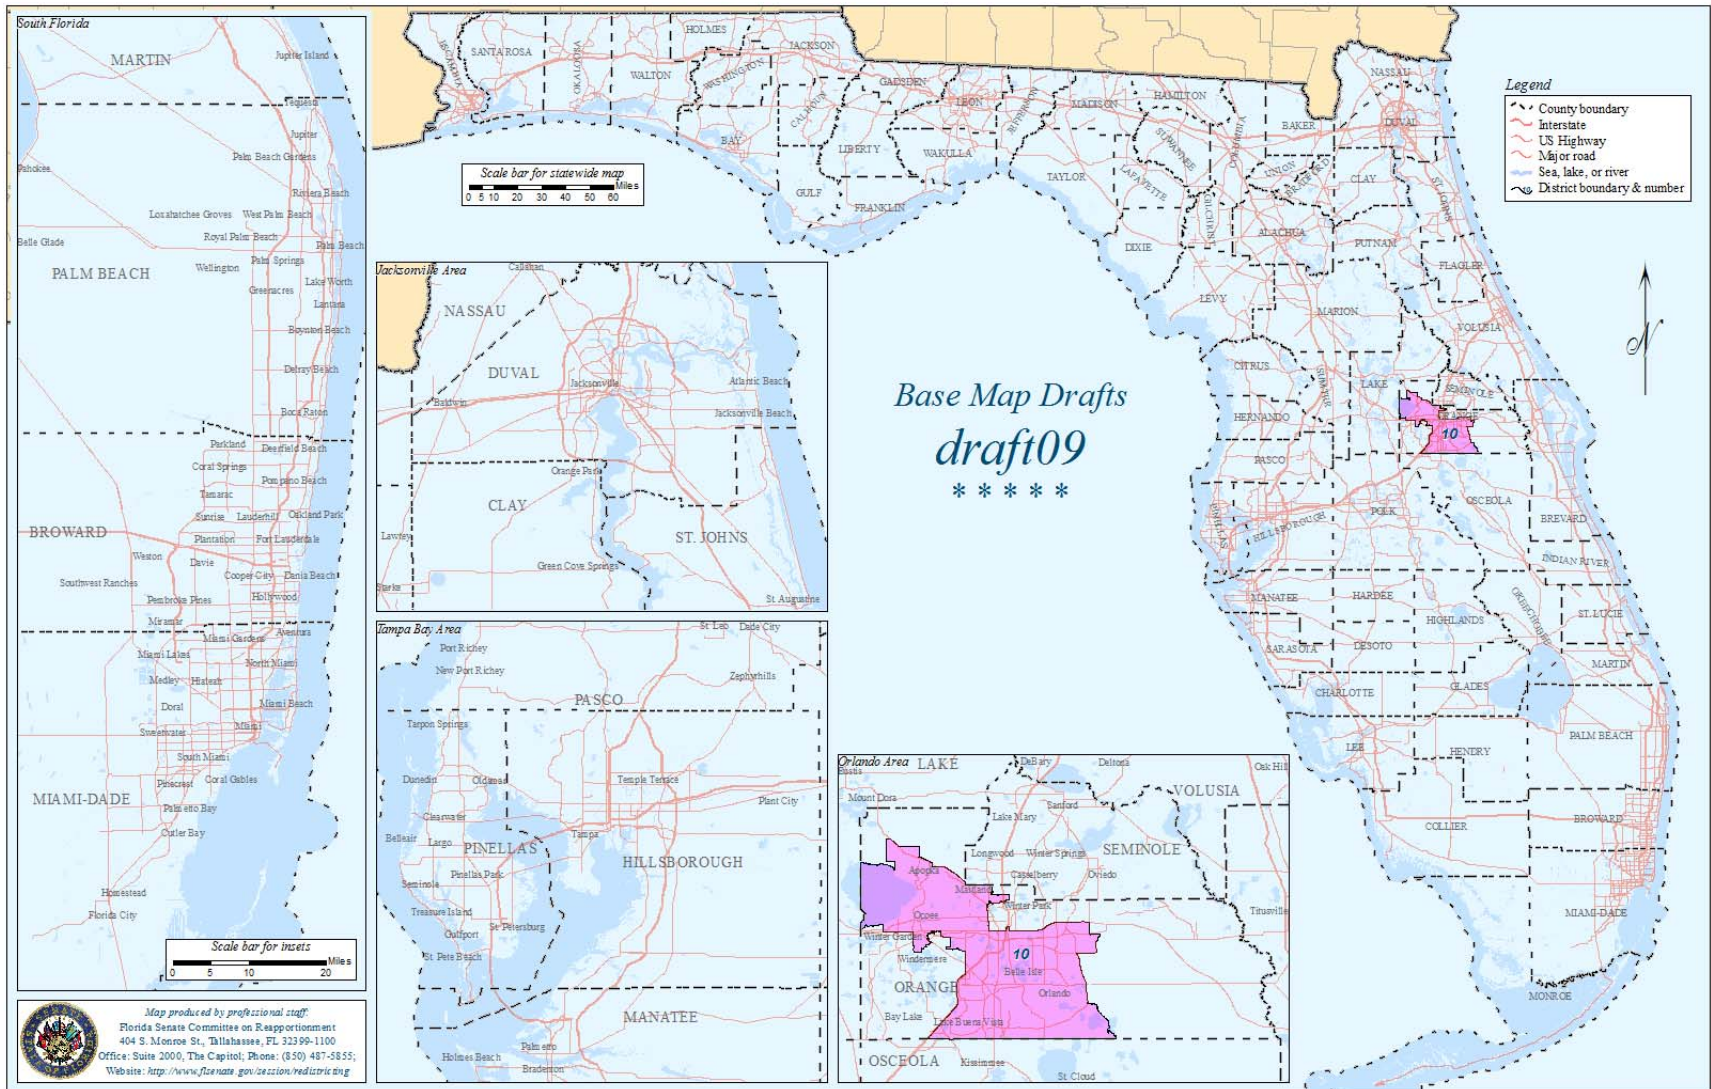 South Florida
MARTIN
Jupiter Island
Tequesta
Jupiter
Palm Beach Gardens
Pahokee
Riviera Beach
Loxahatchee Groves West Palm Beach
Royal Palm Beach
Belle Glade
Palm Beach
Palm Springs
PALM BEACH
Wellington
Lake Worth
Greenacres
Lantana
Boynton Beach
Delray Beach
Boca Raton
Parkland
Deerfield Beach
Coral Springs
Pompano Beach
Tamarac
Sunrise Lauderhill Oakland Park
BROWARD
Plantation Fort Lauderdale
Weston
Davie
Cooper City Dania Beach
Southwest Ranches
Pembroke Pines Hollywood
Miramar
Miami Gardens Aventura
Miami Lakes
North Miami
Medley Hialeah
Doral
Miami Beach
Sweetwater
Miami
South Miami
Pinecrest Coral Gables
MIAMI-DADE
Palmetto Bay
Cutler Bay
Homestead
Florida City
Scale bar for insets
0 5 10 20 Miles
Map produced by professional staff:
Florida Senate Committee on Reapportionment
404 S. Monroe St., Tallahassee, FL 32399-1100
Office: Suite 2000, The Capitol; Phone: (850) 487-5855;
Website: http://www.flsenate.gov/session/redistricting
ESCAMBIA
SANTA ROSA
OKALOOSA
WALTON
HOLMES
WASHINGTON
JACKSON
BAY
CALHOUN
GULF
LIBERTY
GADSDEN
FRANKLIN
LEON
WAKULLA
JEFFERSON
MADISON
TAYLOR
HAMILTON
SUWANNEE
LAFAYETTE
DIXIE
COLUMBIA
GILCHRIST
BAKER
UNION
BRADFORD
NASSAU
DUVAL
CLAY
ST. JOHNS
ALACHUA
PUTNAM
FLAGLER
LEVY
MARION
VOLUSIA
CITRUS
SUMTER
LAKE
SEMINOLE
HERNANDO
ORANGE
10
PASCO
OSCEOLA
PINELLAS
HILLSBOROUGH
POLK
BREVARD
INDIAN RIVER
MANATEE
HARDEE
HIGHLANDS
OKEECHOBEE
ST. LUCIE
SARASOTA
DESOTO
MARTIN
CHARLOTTE
GLADES
LEE
HENDRY
PALM BEACH
COLLIER
BROWARD
MIAMI-DADE
MONROE
Scale bar for statewide map
0 5 10 20 30 40 50 60 Miles
Legend
County boundary
Interstate
US Highway
Major road
Sea, lake, or river
District boundary & number
N
Base Map Drafts
draft09
* * * * *
Jacksonville Area
Callahan
NASSAU
DUVAL
Jacksonville
Atlantic Beach
Baldwin
Jacksonville Beach
Orange Park
CLAY
Lawtey
ST. JOHNS
Green Cove Springs
Starke
St. Augustine
Tampa Bay Area
St. Leo Dade City
Port Richey
New Port Richey
Zephyrhills
PASCO
Tarpon Springs
Dunedin
Oldsmar
Temple Terrace
Plant City
Clearwater
Tampa
Belleair
Largo
PINELLAS
HILLSBOROUGH
Pinellas Park
Seminole
Treasure Island
St. Petersburg
Gulfport
St. Pete Beach
MANATEE
Palmetto
Holmes Beach
Bradenton
Orlando Area
Eustis
LAKE
DeBary
Deltona
Oak Hill
Mount Dora
VOLUSIA
Sanford
Lake Mary
Longwood Winter Springs
SEMINOLE
Apopka
Casselberry
Oviedo
Maitland
Winter Park
Ocoee
Titusville
Winter Garden
Windermere
10
Belle Isle
ORANGE
Orlando
Bay Lake
Lake Buena Vista
OSCEOLA
Kissimmee
St. Cloud